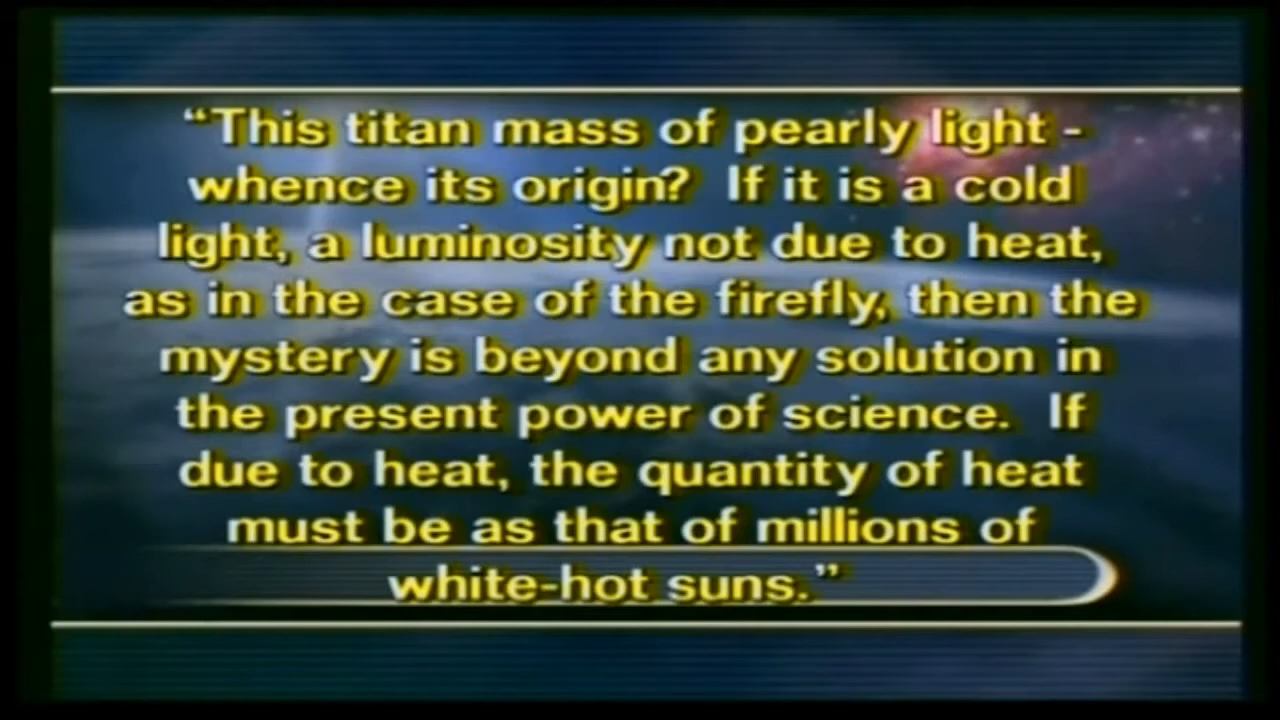 “This titan mass of pearly light -
whence its origin?  If it is a cold
light, a luminosity not due to heat,
as in the case of the firefly, then the
mystery is beyond any solution in
the present power of science.  If
due to heat, the quantity of heat
must be as that of millions of
white-hot suns.”